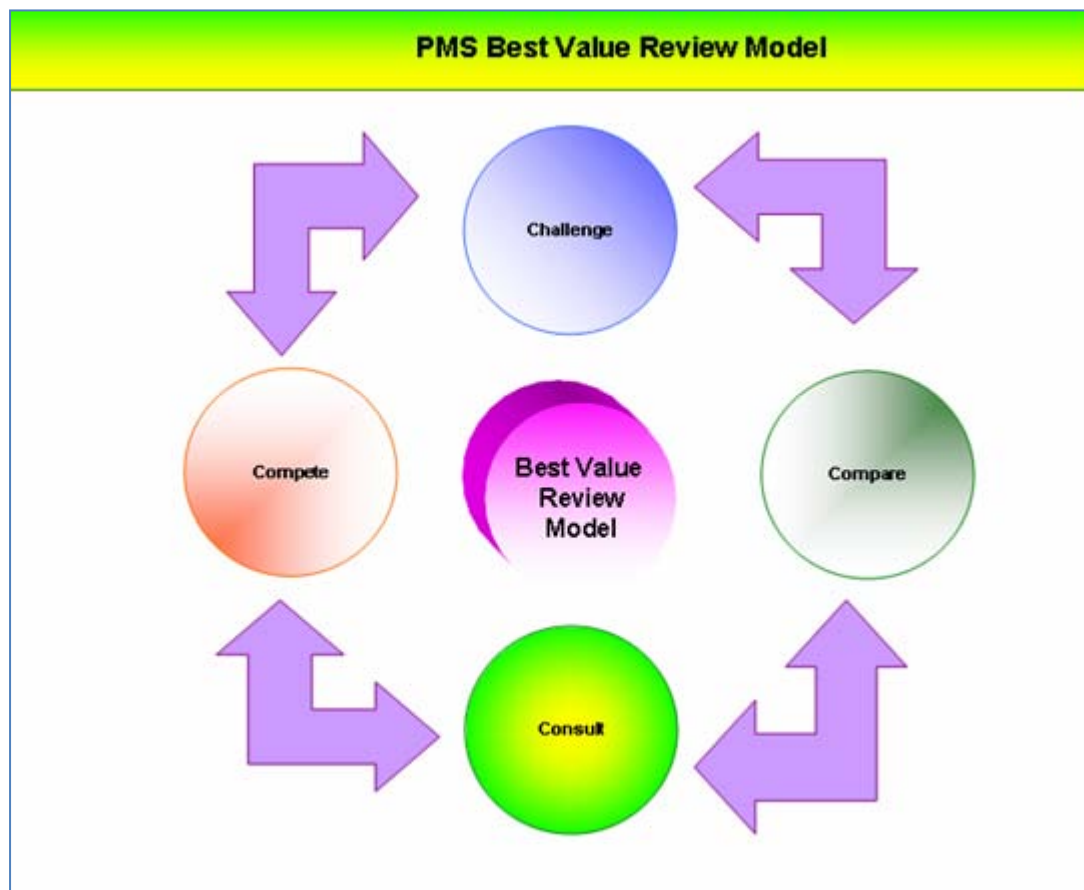 PMS Best Value Review Model
Challenge
Compete
Best Value
Review
Model
Compare
Consult